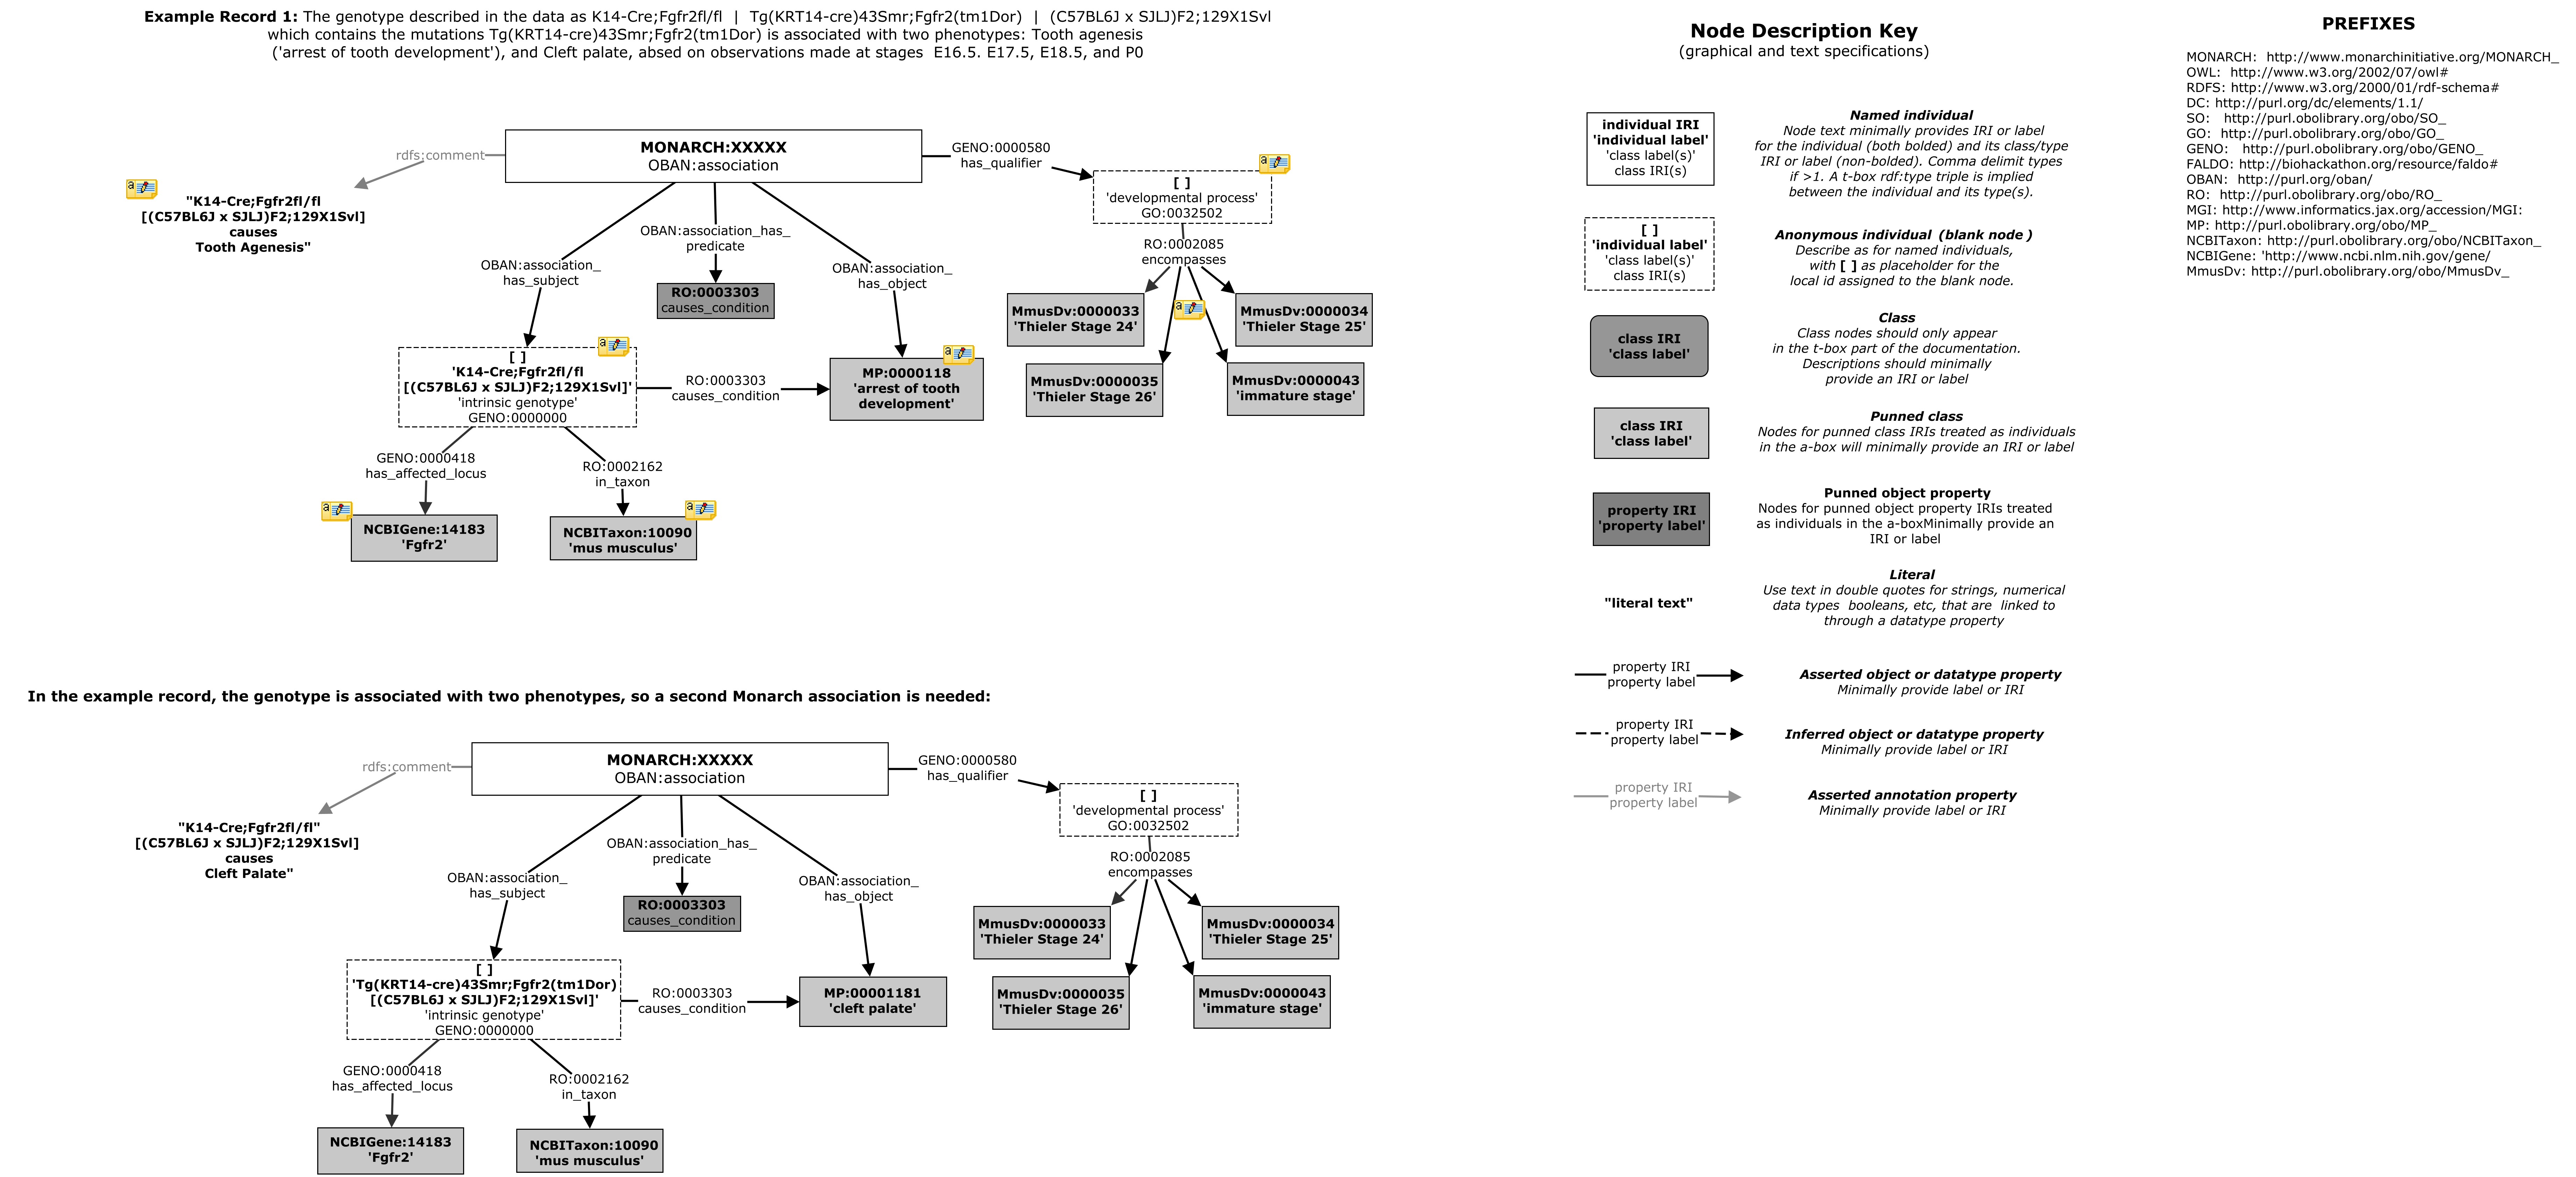 Example Record 1: The genotype described in the data as K14-Cre;Fgfr2fl/fl | Tg(KRT14-cre)43Smr;Fgfr2(tm1Dor) | (C57BL6J x SJLJ)F2;129X1Svl
which contains the mutations Tg(KRT14-cre)43Smr;Fgfr2(tm1Dor) is associated with two phenotypes: Tooth agenesis
('arrest of tooth development'), and Cleft palate, absed on observations made at stages E16.5. E17.5, E18.5, and P0
MONARCH:XXXXX
OBAN:association
rdfs:comment
"K14-Cre;Fgfr2fl/fl
[(C57BL6J x SJLJ)F2;129X1Svl]
causes
Tooth Agenesis"
GENO:0000580
has_qualifier
[ ]
'developmental process'
GO:0032502
RO:0002085
encompasses
OBAN:association_has_
predicate
OBAN:association_
has_subject
OBAN:association_
has_object
RO:0003303
causes_condition
MmusDv:0000033
'Thieler Stage 24'
MmusDv:0000034
'Thieler Stage 25'
MmusDv:0000035
'Thieler Stage 26'
MmusDv:0000043
'immature stage'
[ ]
'K14-Cre;Fgfr2fl/fl
[(C57BL6J x SJLJ)F2;129X1Svl]'
'intrinsic genotype'
GENO:0000000
RO:0003303
causes_condition
MP:0000118
'arrest of tooth
development'
GENO:0000418
has_affected_locus
RO:0002162
in_taxon
NCBIGene:14183
'Fgfr2'
NCBITaxon:10090
'mus musculus'
In the example record, the genotype is associated with two phenotypes, so a second Monarch association is needed:
MONARCH:XXXXX
OBAN:association
rdfs:comment
"K14-Cre;Fgfr2fl/fl"
[(C57BL6J x SJLJ)F2;129X1Svl]
causes
Cleft Palate"
GENO:0000580
has_qualifier
[ ]
'developmental process'
GO:0032502
RO:0002085
encompasses
OBAN:association_has_
predicate
OBAN:association_
has_subject
OBAN:association_
has_object
RO:0003303
causes_condition
MmusDv:0000033
'Thieler Stage 24'
MmusDv:0000034
'Thieler Stage 25'
MmusDv:0000035
'Thieler Stage 26'
MmusDv:0000043
'immature stage'
[ ]
'Tg(KRT14-cre)43Smr;Fgfr2(tm1Dor)
[(C57BL6J x SJLJ)F2;129X1Svl]'
'intrinsic genotype'
GENO:0000000
RO:0003303
causes_condition
MP:00001181
'cleft palate'
GENO:0000418
has_affected_locus
RO:0002162
in_taxon
NCBIGene:14183
'Fgfr2'
NCBITaxon:10090
'mus musculus'
Node Description Key
(graphical and text specifications)
individual IRI
'individual label'
'class label(s)'
class IRI(s)
Named individual
Node text minimally provides IRI or label
for the individual (both bolded) and its class/type
IRI or label (non-bolded). Comma delimit types
if >1. A t-box rdf:type triple is implied
between the individual and its type(s).
[ ]
'individual label'
'class label(s)'
class IRI(s)
Anonymous individual (blank node)
Describe as for named individuals,
with [ ] as placeholder for the
local id assigned to the blank node.
class IRI
'class label'
Class
Class nodes should only appear
in the t-box part of the documentation.
Descriptions should minimally
provide an IRI or label
class IRI
'class label'
Punned class
Nodes for punned class IRIs treated as individuals
in the a-box will minimally provide an IRI or label
property IRI
'property label'
Punned object property
Nodes for punned object property IRIs treated
as individuals in the a-boxMinimally provide an
IRI or label
"literal text"
Literal
Use text in double quotes for strings, numerical
data types booleans, etc, that are linked to
through a datatype property
property IRI
property label
Asserted object or datatype property
Minimally provide label or IRI
property IRI
property label
Inferred object or datatype property
Minimally provide label or IRI
property IRI
property label
Asserted annotation property
Minimally provide label or IRI
PREFIXES
MONARCH: http://www.monarchinitiative.org/MONARCH_
OWL: http://www.w3.org/2002/07/owl#
RDFS: http://www.w3.org/2000/01/rdf-schema#
DC: http://purl.org/dc/elements/1.1/
SO: http://purl.obolibrary.org/obo/SO_
GO: http://purl.obolibrary.org/obo/GO_
GENO: http://purl.obolibrary.org/obo/GENO_
FALDO: http://biohackathon.org/resource/faldo#
OBAN: http://purl.org/oban/
RO: http://purl.obolibrary.org/obo/RO_
MGI: http://www.informatics.jax.org/accession/MGI:
MP: http://purl.obolibrary.org/obo/MP_
NCBITaxon: http://purl.obolibrary.org/obo/NCBITaxon_
NCBIGene: 'http://www.ncbi.nlm.nih.gov/gene/
MmusDv: http://purl.obolibrary.org/obo/MmusDv_